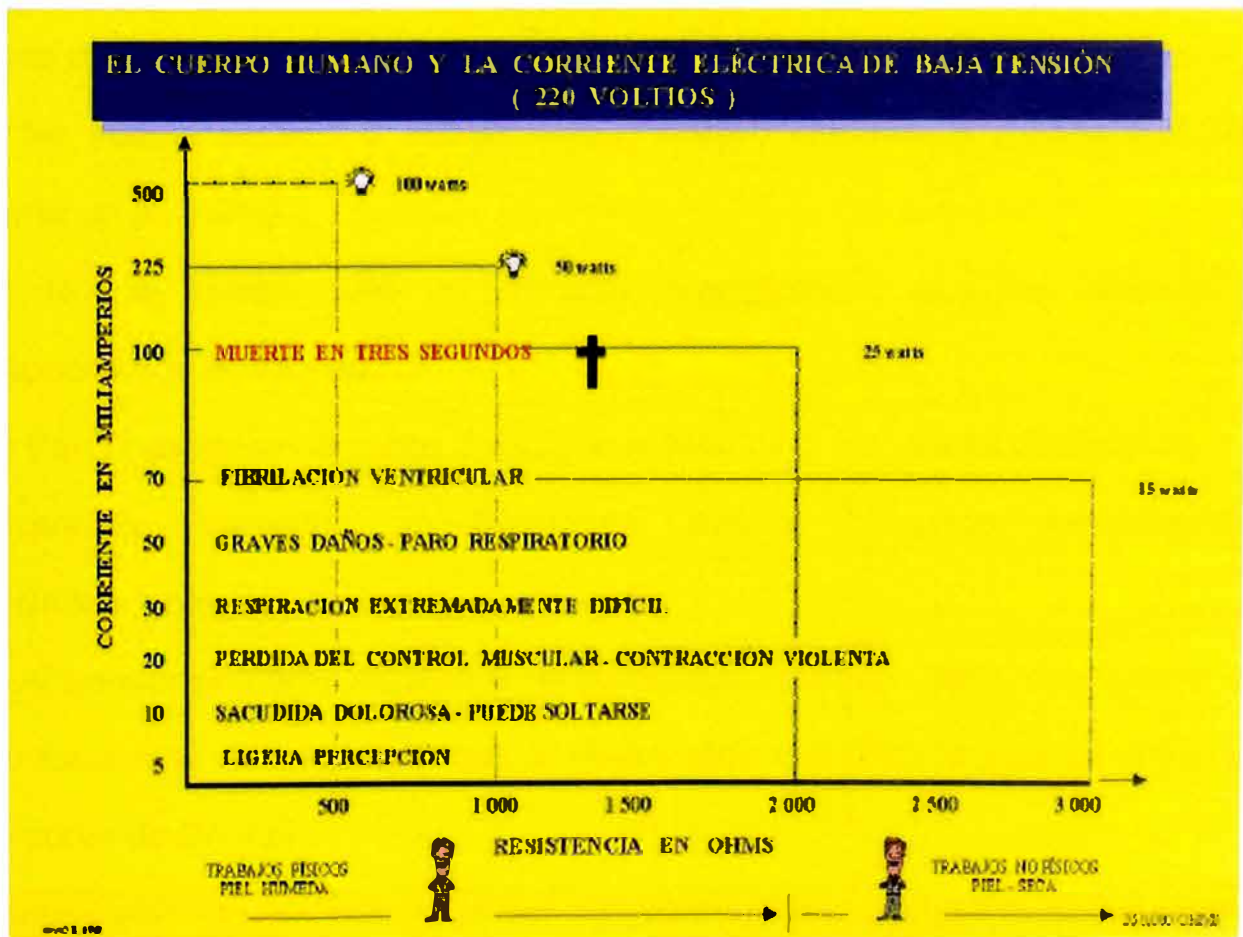 EL CUERPO HUMANO Y LA CORRIENTE ELÉCTRICA DE BAJA TENSIÓN
( 220 VOLTIOS )
CORRIENTE EN MILIAMPERIOS
500
100 watts
225
50 watts
100
MUERTE EN TRES SEGUNDOS
25 watts
70
FIBRILACIÓN VENTRICULAR
15 watts
50
GRAVES DAÑOS - PARO RESPIRATORIO
30
RESPIRACION EXTREMADAMENTE DIFICIL
20
PERDIDA DEL CONTROL MUSCULAR - CONTRACCION VIOLENTA
10
SACUDIDA DOLOROSA - PUEDE SOLTARSE
5
LIGERA PERCEPCION
500
1 000
1 500
2 000
2 500
3 000
RESISTENCIA EN OHMS
TRABAJOS FÍSICOS
PIEL HUMEDA
TRABAJOS NO FÍSICOS
PIEL - SECA
OHMS